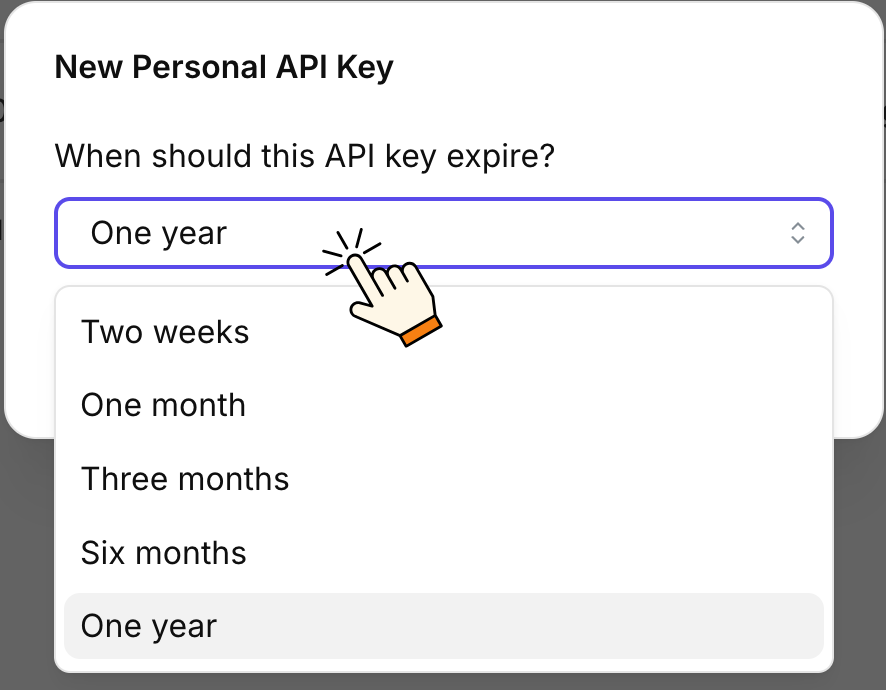 New Personal API Key
When should this API key expire?
One year
Two weeks
One month
Three months
Six months
One year